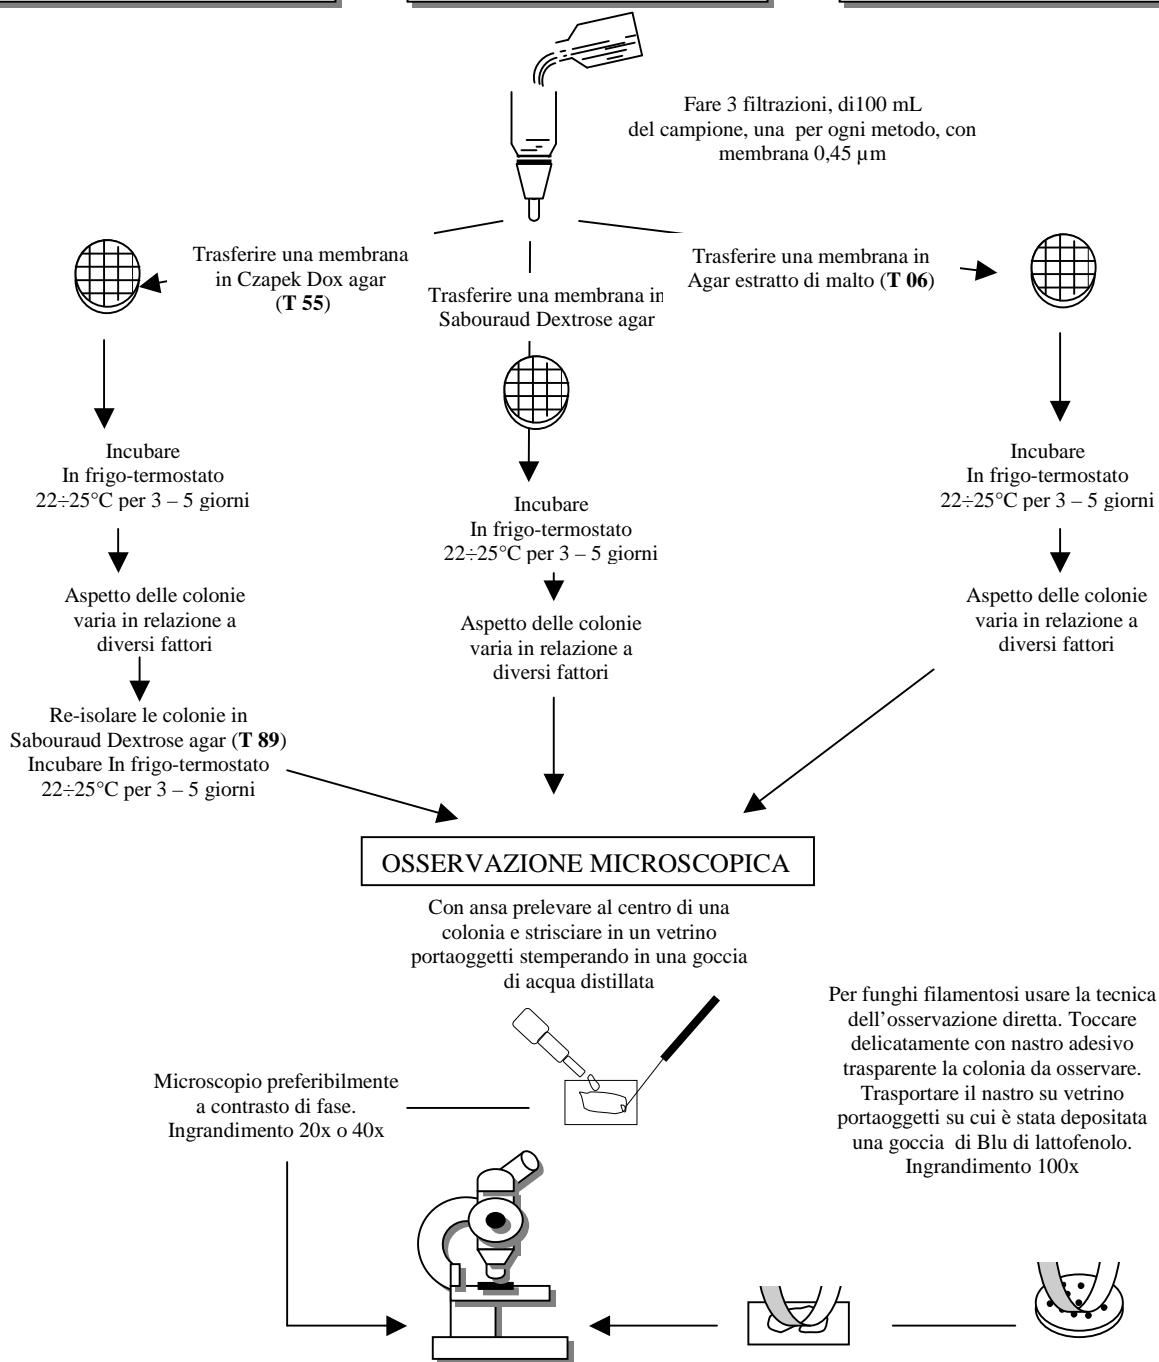 Fare 3 filtrazioni, di100 mL
del campione, una per ogni metodo, con
membrana 0,45 µm
Trasferire una membrana
in Czapek Dox agar
(T 55)
Trasferire una membrana in
Sabouraud Dextrose agar
Trasferire una membrana in
Agar estratto di malto (T 06)
Incubare
In frigo-termostato
22÷25°C per 3 – 5 giorni
Incubare
In frigo-termostato
22÷25°C per 3 – 5 giorni
Incubare
In frigo-termostato
22÷25°C per 3 – 5 giorni
Aspetto delle colonie
varia in relazione a
diversi fattori
Aspetto delle colonie
varia in relazione a
diversi fattori
Aspetto delle colonie
varia in relazione a
diversi fattori
Re-isolare le colonie in
Sabouraud Dextrose agar (T 89)
Incubare In frigo-termostato
22÷25°C per 3 – 5 giorni
OSSERVAZIONE MICROSCOPICA
Con ansa prelevare al centro di una
colonia e strisciare in un vetrino
portaoggetti stemperando in una goccia
di acqua distillata
Per funghi filamentosi usare la tecnica
dell’osservazione diretta. Toccare
delicatamente con nastro adesivo
trasparente la colonia da osservare.
Trasportare il nastro su vetrino
portaoggetti su cui è stata depositata
una goccia di Blu di lattofenolo.
Ingrandimento 100x
Microscopio preferibilmente
a contrasto di fase.
Ingrandimento 20x o 40x